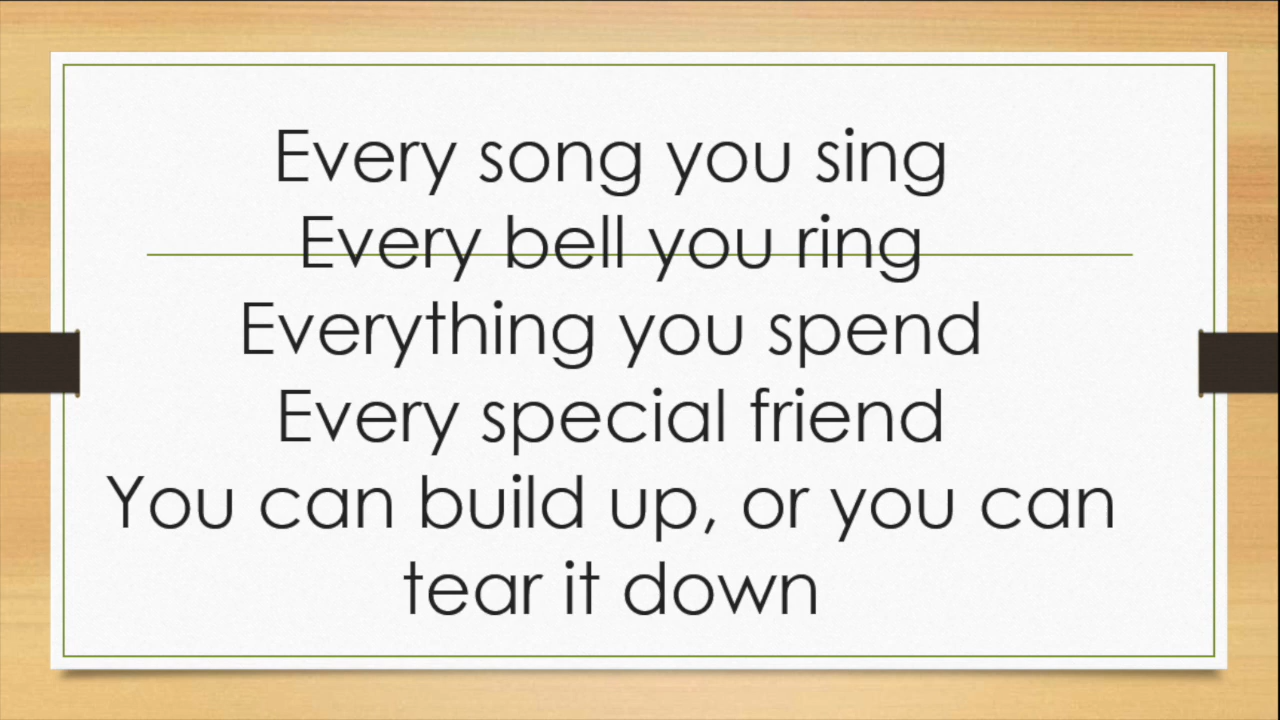 Every song you sing
Every bell you ring
Everything you spend
Every special friend
You can build up, or you can
tear it down